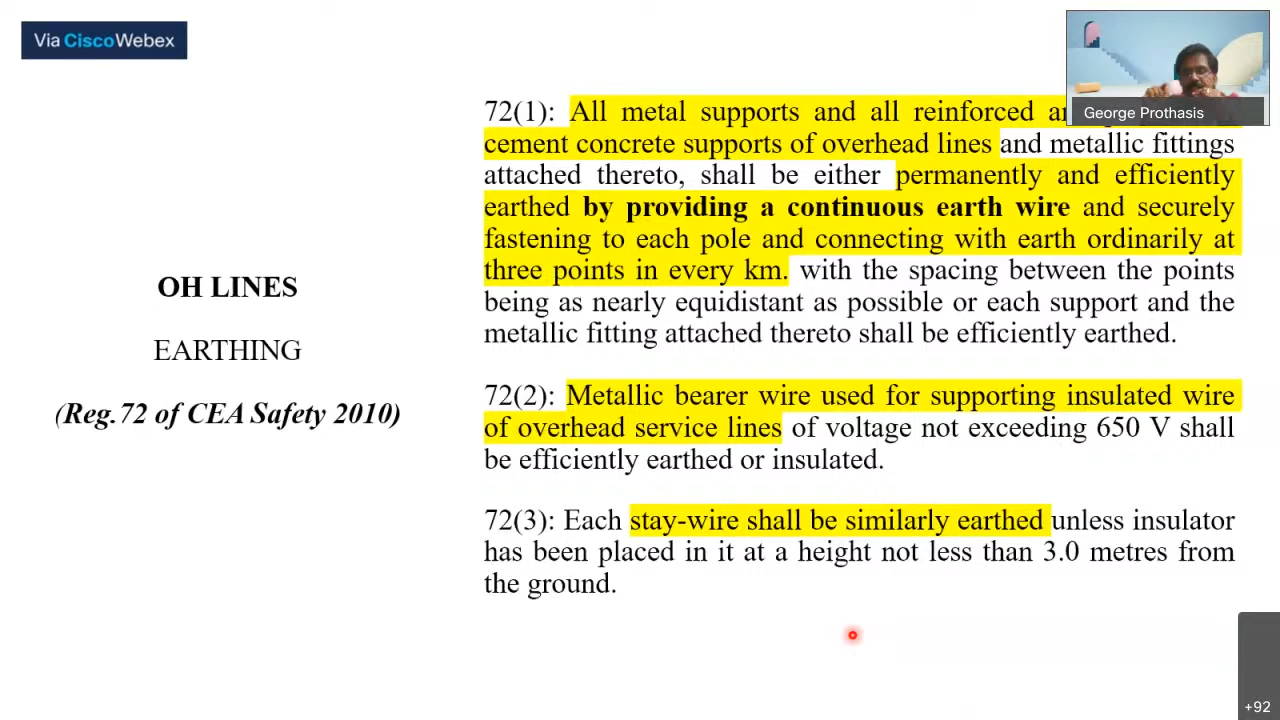 Via CiscoWebex
George Prothasis
OH LINES
EARTHING
(Reg.72 of CEA Safety 2010)
72(1): All metal supports and all reinforced
cement concrete supports of overhead lines and metallic fittings
attached thereto, shall be either permanently and efficiently
earthed by providing a continuous earth wire and securely
fastening to each pole and connecting with earth ordinarily at
three points in every km. with the spacing between the points
being as nearly equidistant as possible or each support and the
metallic fitting attached thereto shall be efficiently earthed.
72(2): Metallic bearer wire used for supporting insulated wire
of overhead service lines of voltage not exceeding 650 V shall
be efficiently earthed or insulated.
72(3): Each stay-wire shall be similarly earthed unless insulator
has been placed in it at a height not less than 3.0 metres from
the ground.
+92